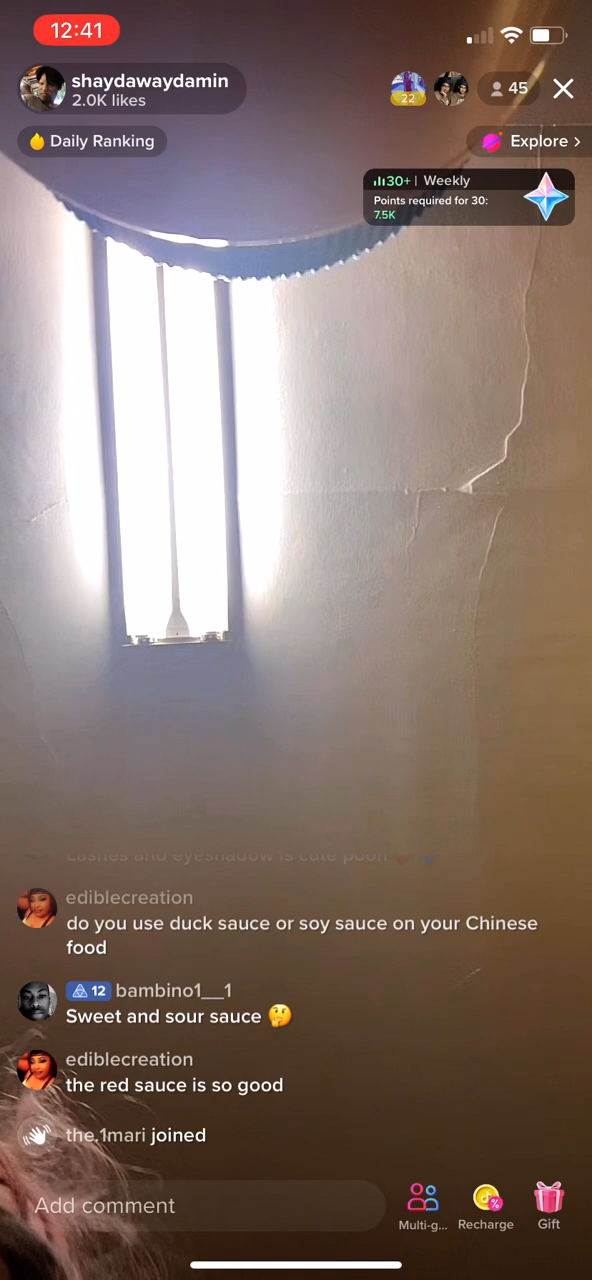 12:41
shaydawaydamin
2.0K likes
22
45
Daily Ranking
Explore >
30+ | Weekly
Points required for 30:
7.5K
Lashes and eyeshadow is cute pooh
ediblecreation
do you use duck sauce or soy sauce on your Chinese
food
12 bambino1__1
Sweet and sour sauce 🤔
ediblecreation
the red sauce is so good
the.1mari joined
Add comment
Multi-g...
Recharge
Gift